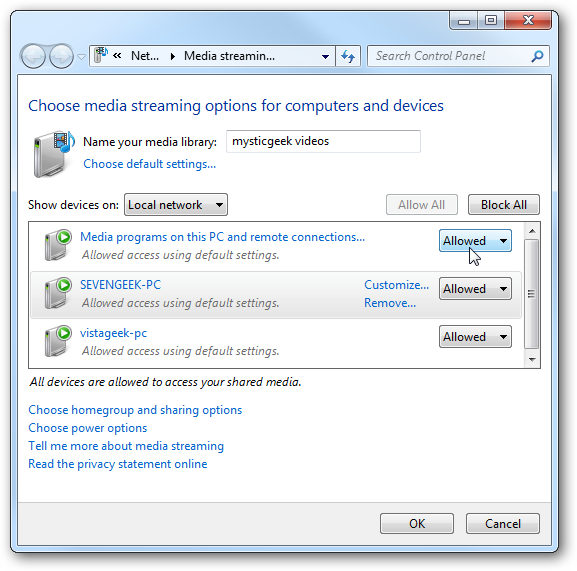 « Net... Media streamin... Search Control Panel
Choose media streaming options for computers and devices
Name your media library: mysticgeek videos
Choose default settings...
Show devices on: Local network Allow All Block All
Media programs on this PC and remote connections... Allowed
Allowed access using default settings.
SEVENGEEK-PC Customize... Allowed
Allowed access using default settings. Remove...
vistageek-pc Allowed
Allowed access using default settings.
All devices are allowed to access your shared media.
Choose homegroup and sharing options
Choose power options
Tell me more about media streaming
Read the privacy statement online
OK Cancel